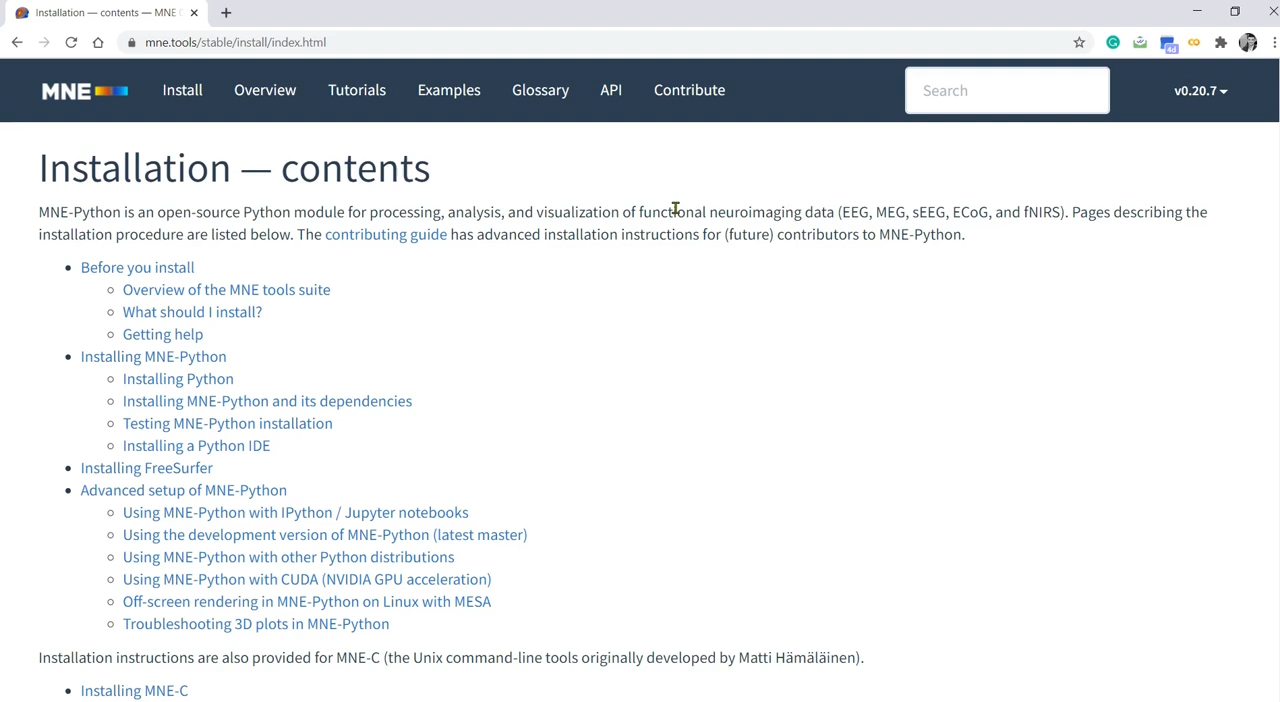 Installation — contents — MNE
mne.tools/stable/install/index.html
4d
MNE Install Overview Tutorials Examples Glossary API Contribute Search v0.20.7
Installation — contents
MNE-Python is an open-source Python module for processing, analysis, and visualization of functional neuroimaging data (EEG, MEG, sEEG, ECoG, and fNIRS). Pages describing the
installation procedure are listed below. The contributing guide has advanced installation instructions for (future) contributors to MNE-Python.
Before you install
Overview of the MNE tools suite
What should I install?
Getting help
Installing MNE-Python
Installing Python
Installing MNE-Python and its dependencies
Testing MNE-Python installation
Installing a Python IDE
Installing FreeSurfer
Advanced setup of MNE-Python
Using MNE-Python with IPython / Jupyter notebooks
Using the development version of MNE-Python (latest master)
Using MNE-Python with other Python distributions
Using MNE-Python with CUDA (NVIDIA GPU acceleration)
Off-screen rendering in MNE-Python on Linux with MESA
Troubleshooting 3D plots in MNE-Python
Installation instructions are also provided for MNE-C (the Unix command-line tools originally developed by Matti Hämäläinen).
Installing MNE-C